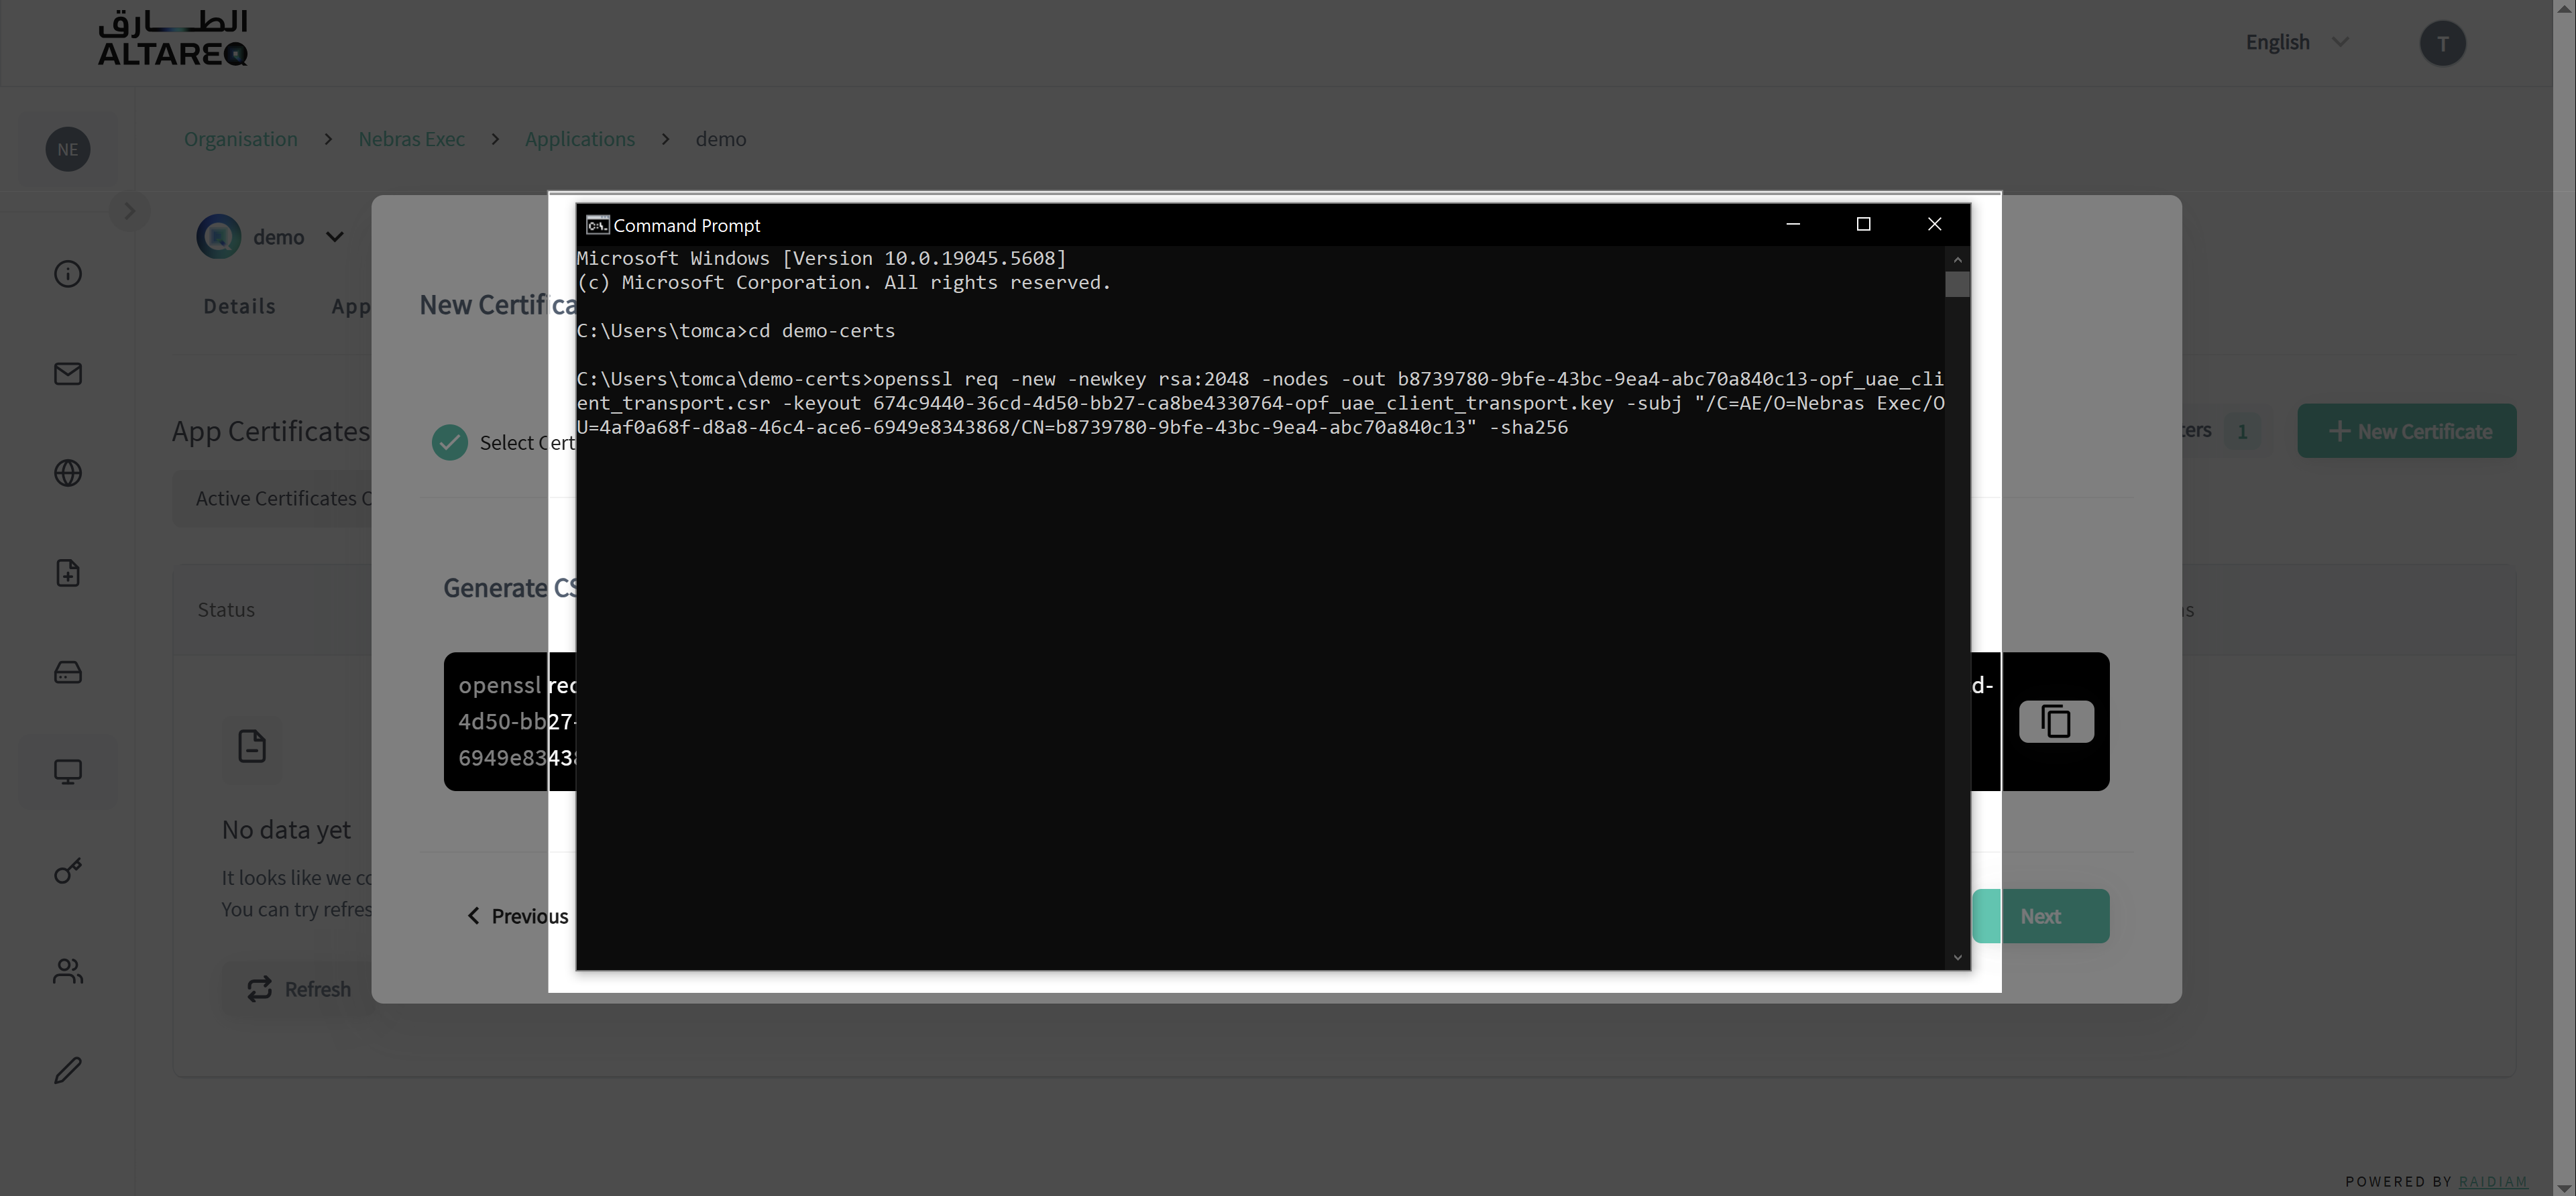 الطارق
ALTAREQ
English
T
NE
Organisation > Nebras Exec > Applications > demo
demo
Details
App
New Certifica
Command Prompt
Microsoft Windows [Version 10.0.19045.5608]
(c) Microsoft Corporation. All rights reserved.
C:\Users\tomca>cd demo-certs
C:\Users\tomca\demo-certs>openssl req -new -newkey rsa:2048 -nodes -out b8739780-9bfe-43bc-9ea4-abc70a840c13-opf_uae_cli
ent_transport.csr -keyout 674c9440-36cd-4d50-bb27-ca8be4330764-opf_uae_client_transport.key -subj "/C=AE/O=Nebras Exec/O
U=4af0a68f-d8a8-46c4-ace6-6949e8343868/CN=b8739780-9bfe-43bc-9ea4-abc70a840c13" -sha256
App Certificates
Select Cert
ters 1
+ New Certificate
Active Certificates
Generate CS
Status
openssl req
d-
4d50-bb27-
6949e8343
No data yet
It looks like we co
You can try refres
Refresh
Previous
Next
POWERED BY RAIDIAM